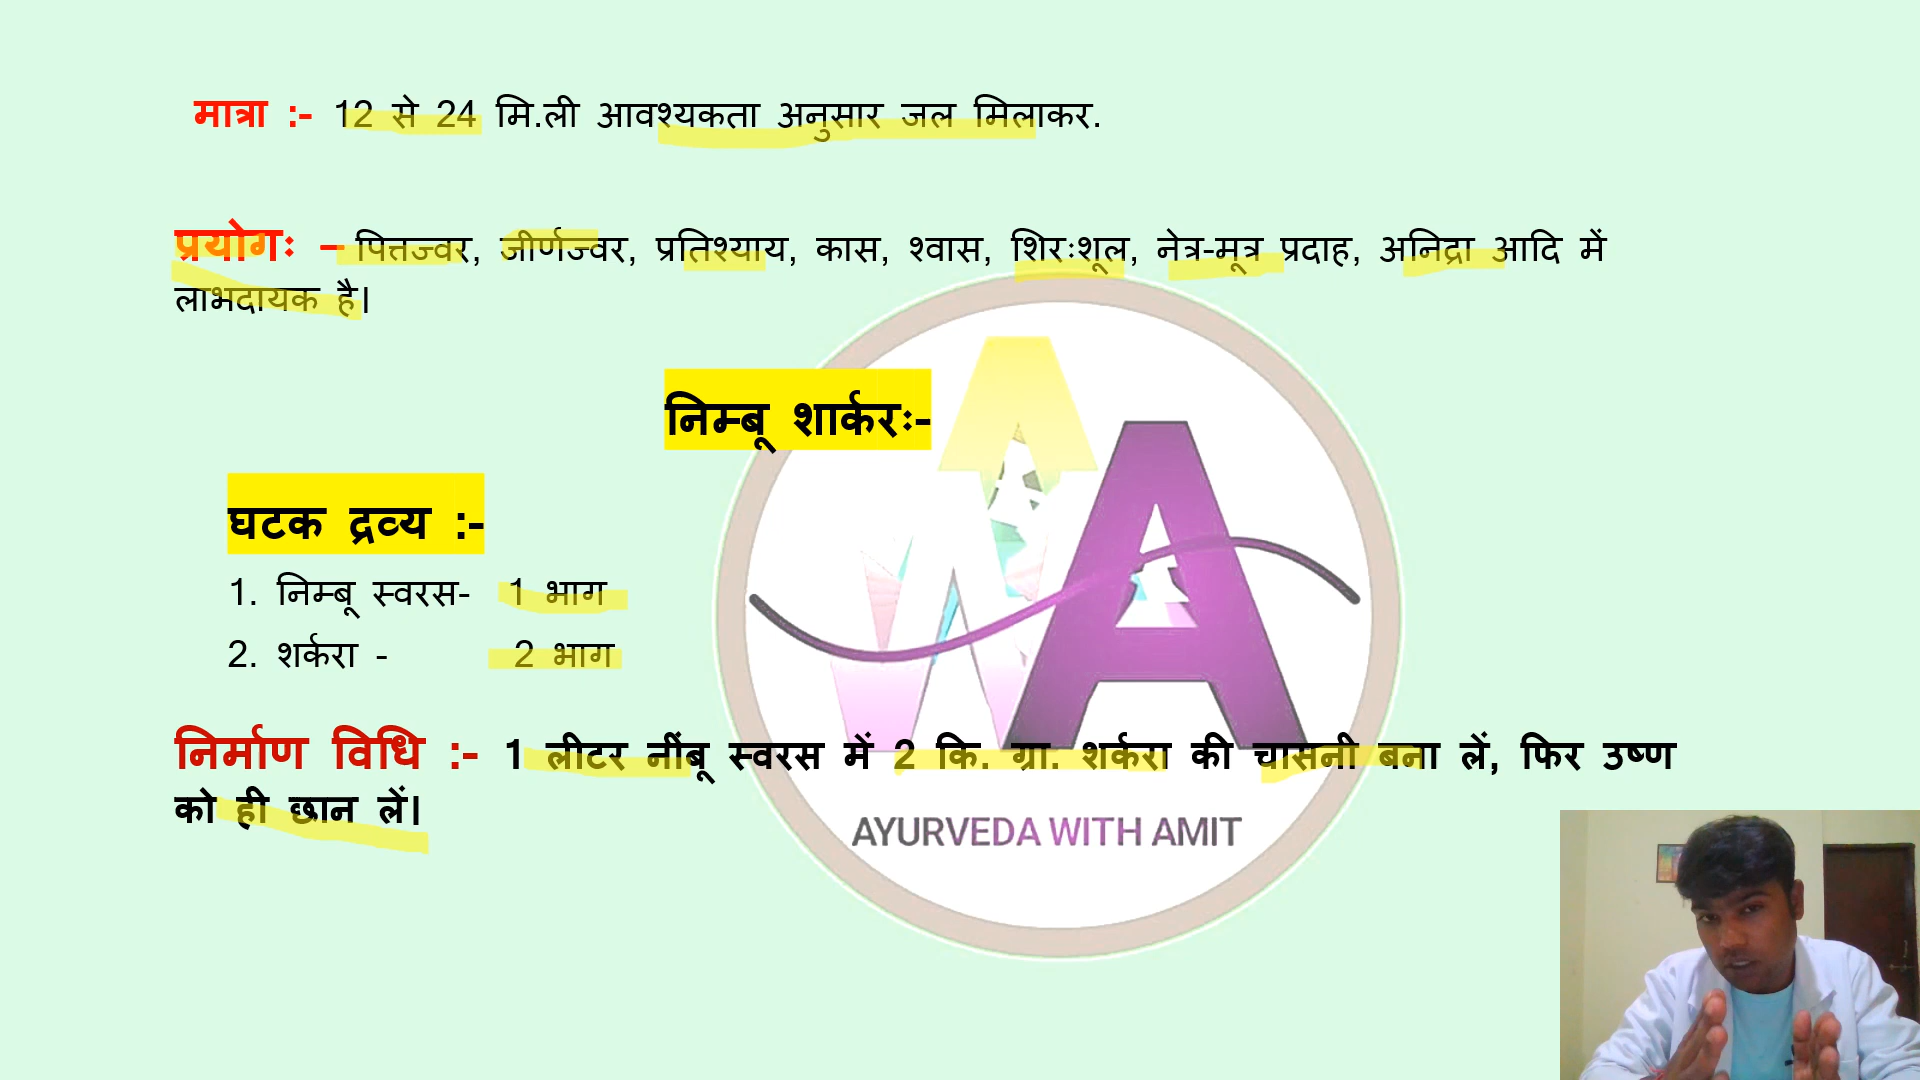 मात्रा :- 12 से 24 मि.ली आवश्यकता अनुसार जल मिलाकर.
प्रयोगः – पित्तज्वर, जीर्णज्वर, प्रतिश्याय, कास, श्वास, शिरःशूल, नेत्र-मूत्र प्रदाह, अनिद्रा आदि में
लाभदायक है।
निम्बू शार्करः-
घटक द्रव्य :-
1. निम्बू स्वरस- 1 भाग
2. शर्करा - 2 भाग
निर्माण विधि :- 1 लीटर नींबू स्वरस में 2 कि. ग्रा. शर्करा की चासनी बना लें, फिर उष्ण
को ही छान लें।
AYURVEDA WITH AMIT